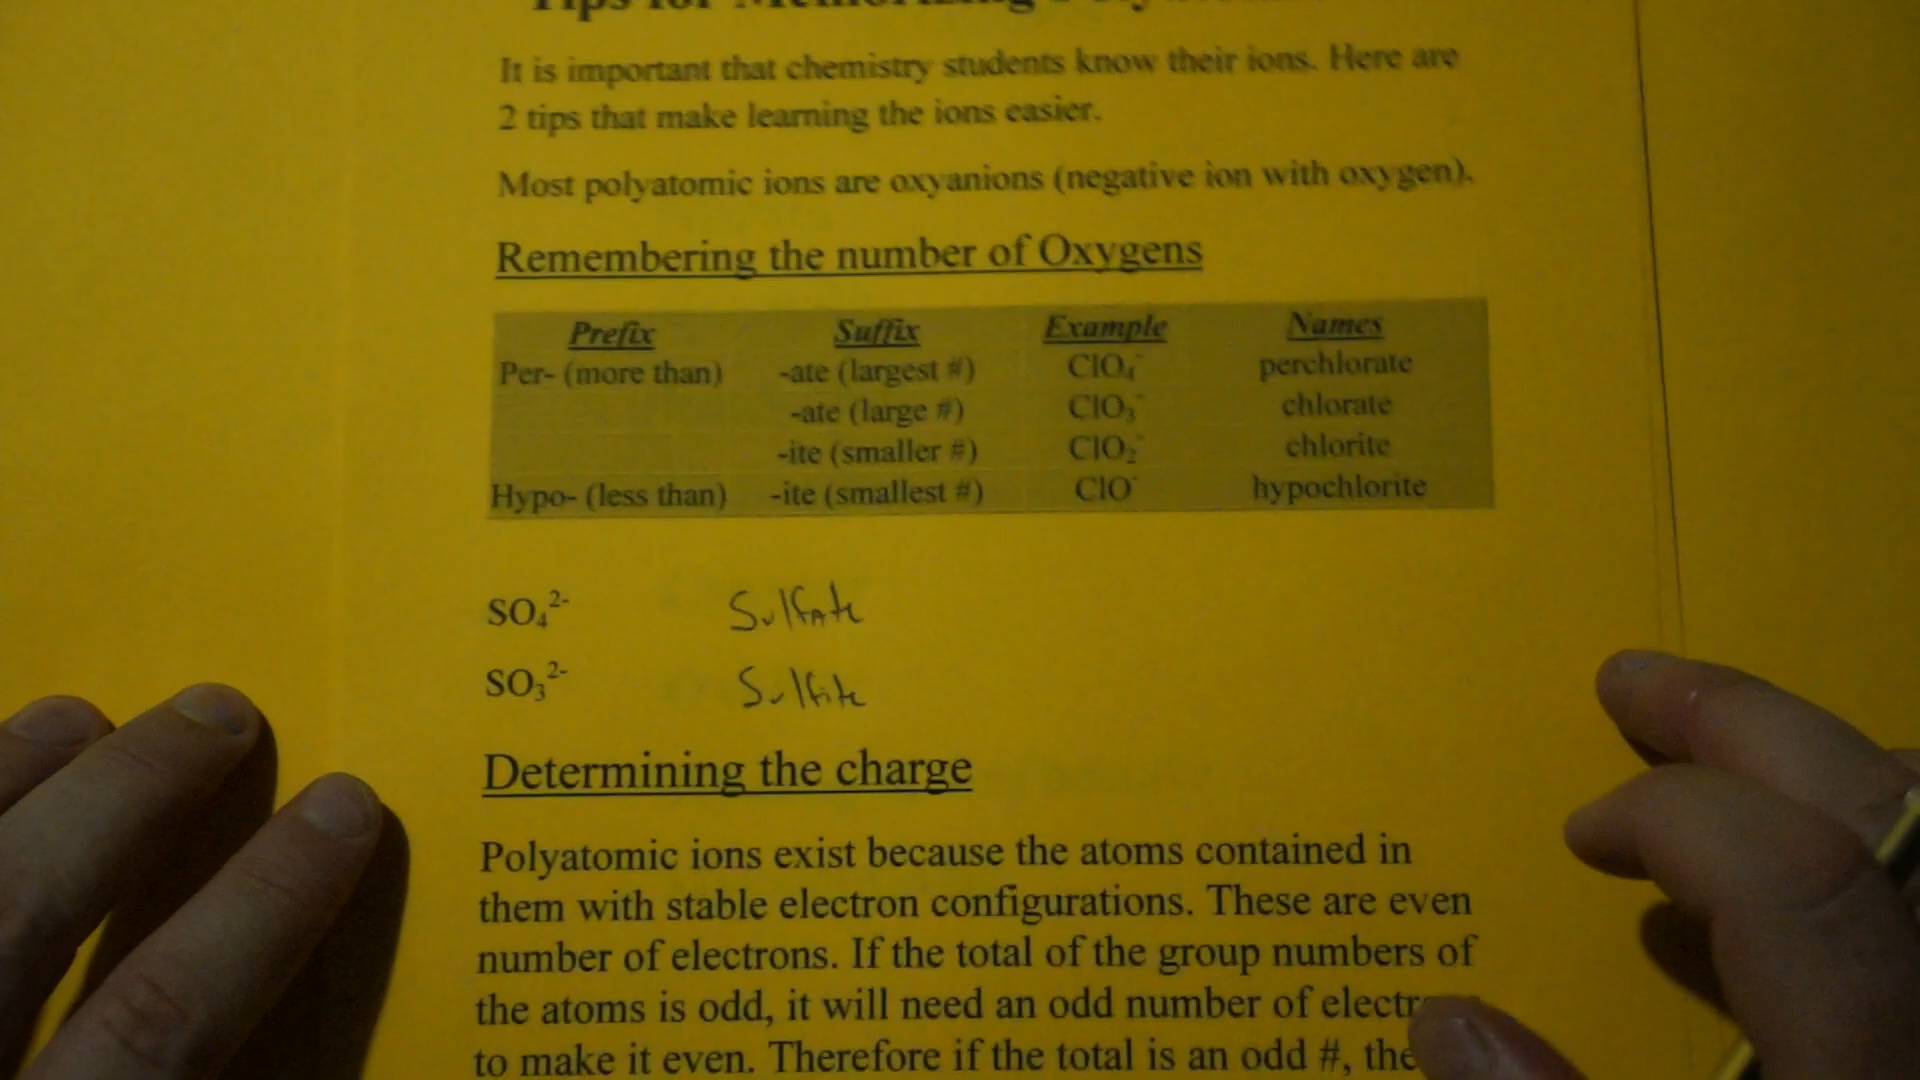 Tips for Memorizing
It is important that chemistry students know their ions. Here are
2 tips that make learning the ions easier.
Most polyatomic ions are oxyanions (negative ion with oxygen).
Remembering the number of Oxygens
Prefix Suffix Example Names
Per- (more than) -ate (largest #) ClO₄⁻ perchlorate
-ate (large #) ClO₃⁻ chlorate
-ite (smaller #) ClO₂⁻ chlorite
Hypo- (less than) -ite (smallest #) ClO⁻ hypochlorite
SO₄²⁻ Sulfate
SO₃²⁻ Sulfite
Determining the charge
Polyatomic ions exist because the atoms contained in
them with stable electron configurations. These are even
number of electrons. If the total of the group numbers of
the atoms is odd, it will need an odd number of
to make it even. Therefore if the total is an odd #,